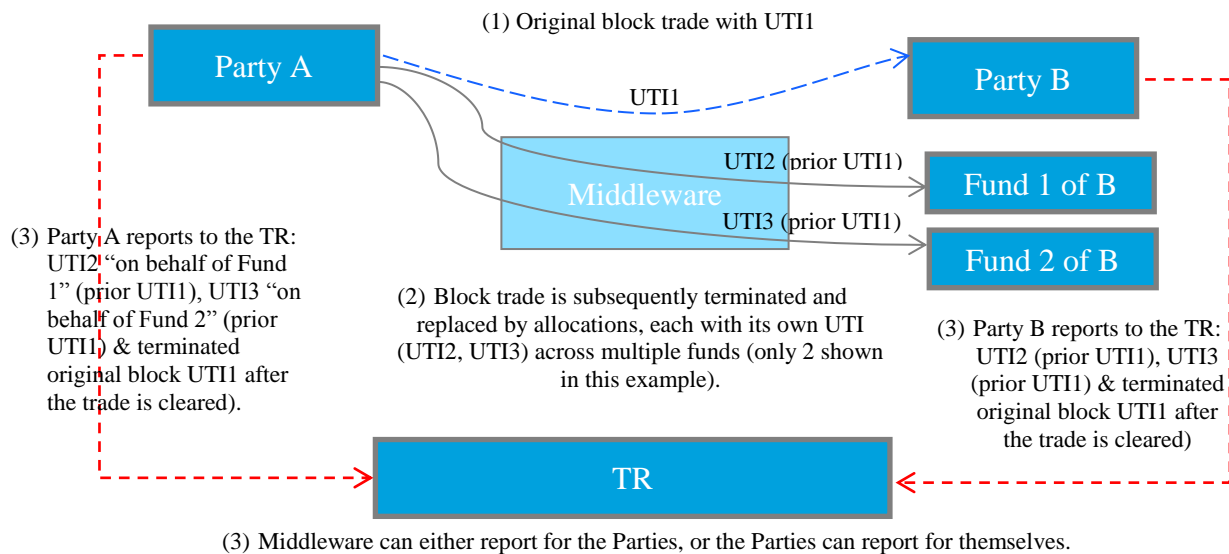 (1) Original block trade with UTI1
Party A
Party B
UTI1
UTI2 (prior UTI1)
Middleware
Fund 1 of B
UTI3 (prior UTI1)
Fund 2 of B
(3) Party A reports to the TR:
UTI2 “on behalf of Fund
1” (prior UTI1), UTI3 “on
behalf of Fund 2” (prior
UTI1) & terminated
original block UTI1 after
the trade is cleared).
(2) Block trade is subsequently terminated and
replaced by allocations, each with its own UTI
(UTI2, UTI3) across multiple funds (only 2 shown
in this example).
(3) Party B reports to the TR:
UTI2 (prior UTI1), UTI3
(prior UTI1) & terminated
original block UTI1 after
the trade is cleared)
TR
(3) Middleware can either report for the Parties, or the Parties can report for themselves.